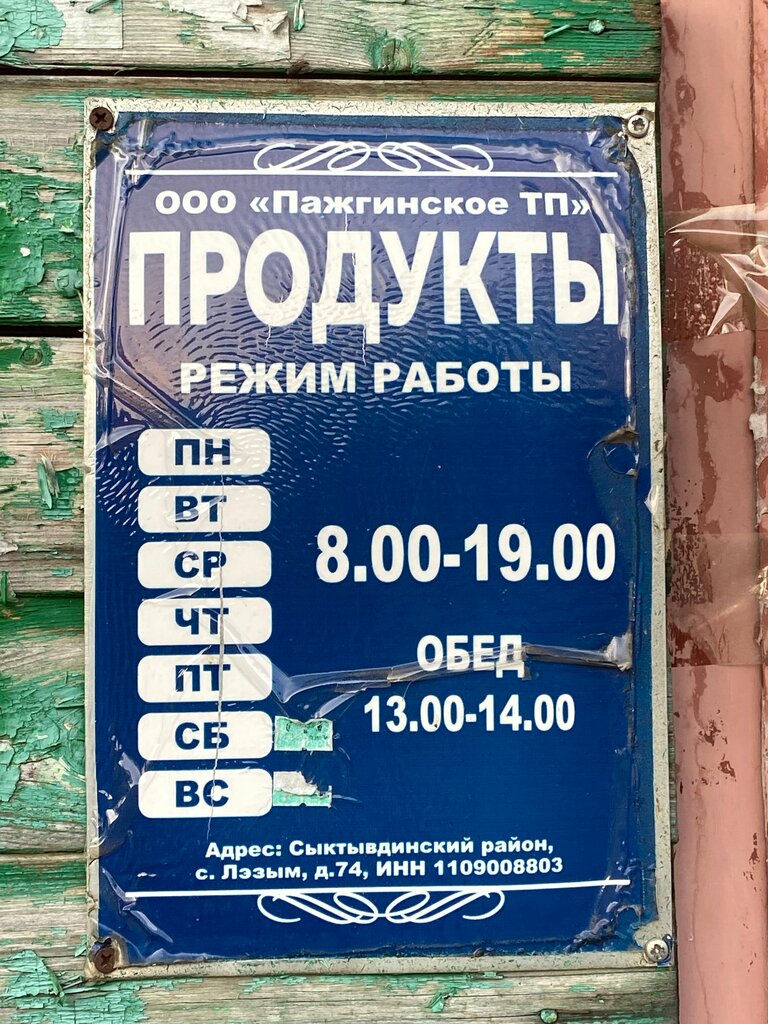 ООО «Пажгинское ТП»
ПРОДУКТЫ
РЕЖИМ РАБОТЫ
ПН
ВТ
СР
ЧТ
ПТ
СБ
ВС
8.00-19.00
ОБЕД
13.00-14.00
Адрес: Сыктывдинский район,
с. Лэзым, д.74, ИНН 1109008803